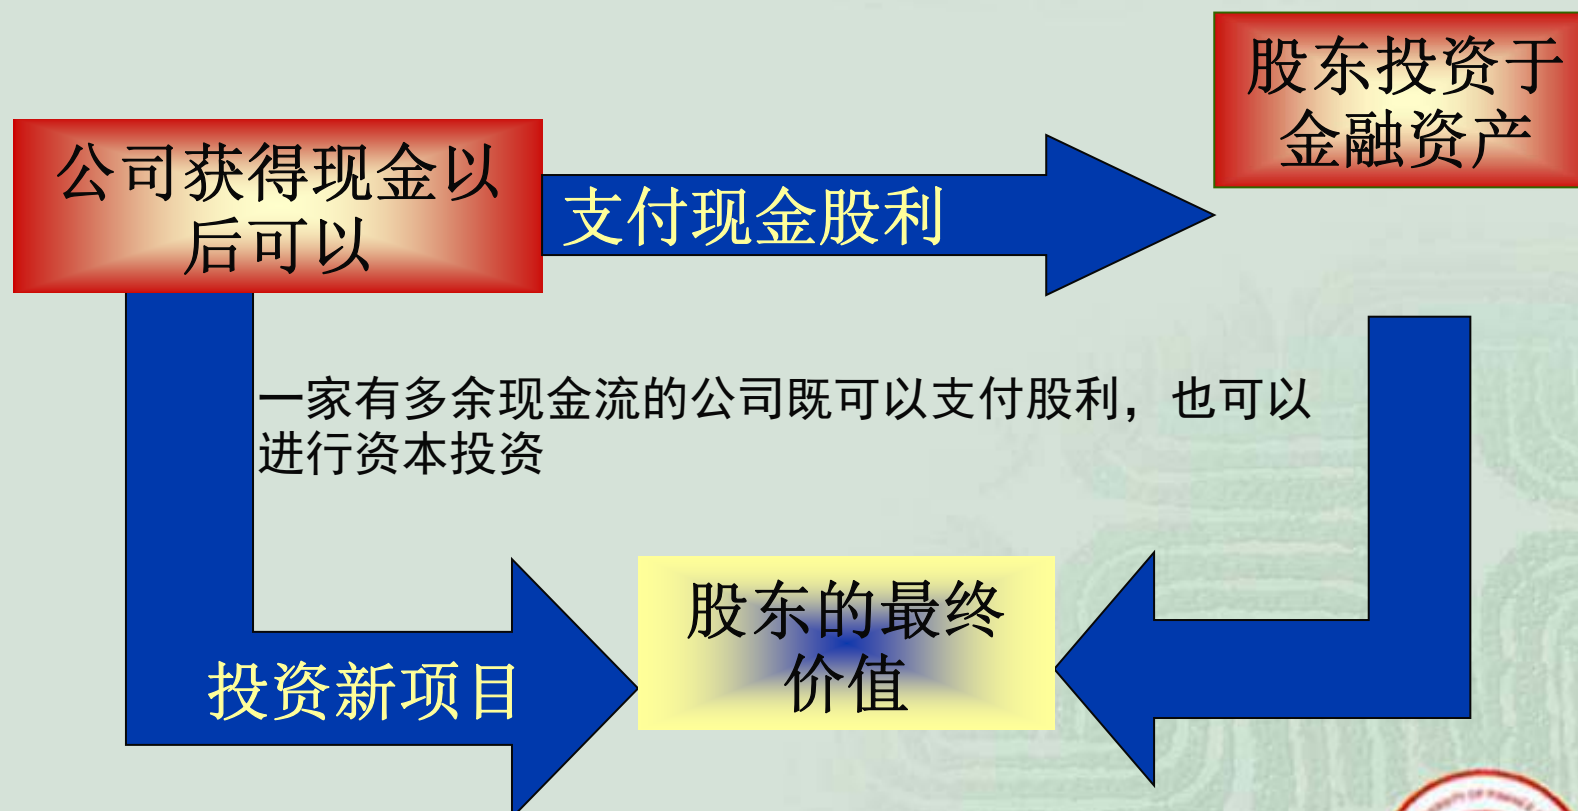 股东投资于
金融资产
公司获得现金以
后可以
支付现金股利
一家有多余现金流的公司既可以支付股利，也可以
进行资本投资
股东的最终
价值
投资新项目